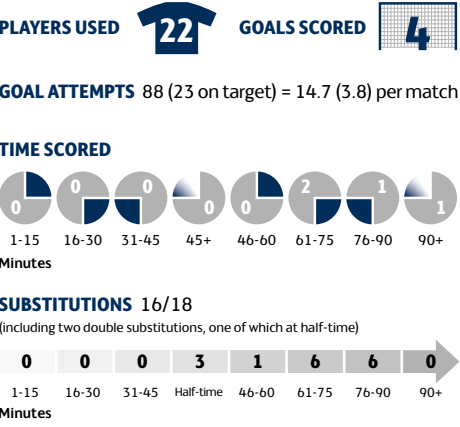 PLAYERS USED 22 GOALS SCORED 4
GOAL ATTEMPTS 88 (23 on target) = 14.7 (3.8) per match
TIME SCORED
0 0 0 0 0 2 1 1
1-15 16-30 31-45 45+ 46-60 61-75 76-90 90+
Minutes
SUBSTITUTIONS 16/18
(including two double substitutions, one of which at half-time)
0 0 0 3 1 6 6 0
1-15 16-30 31-45 Half-time 46-60 61-75 76-90 90+
Minutes